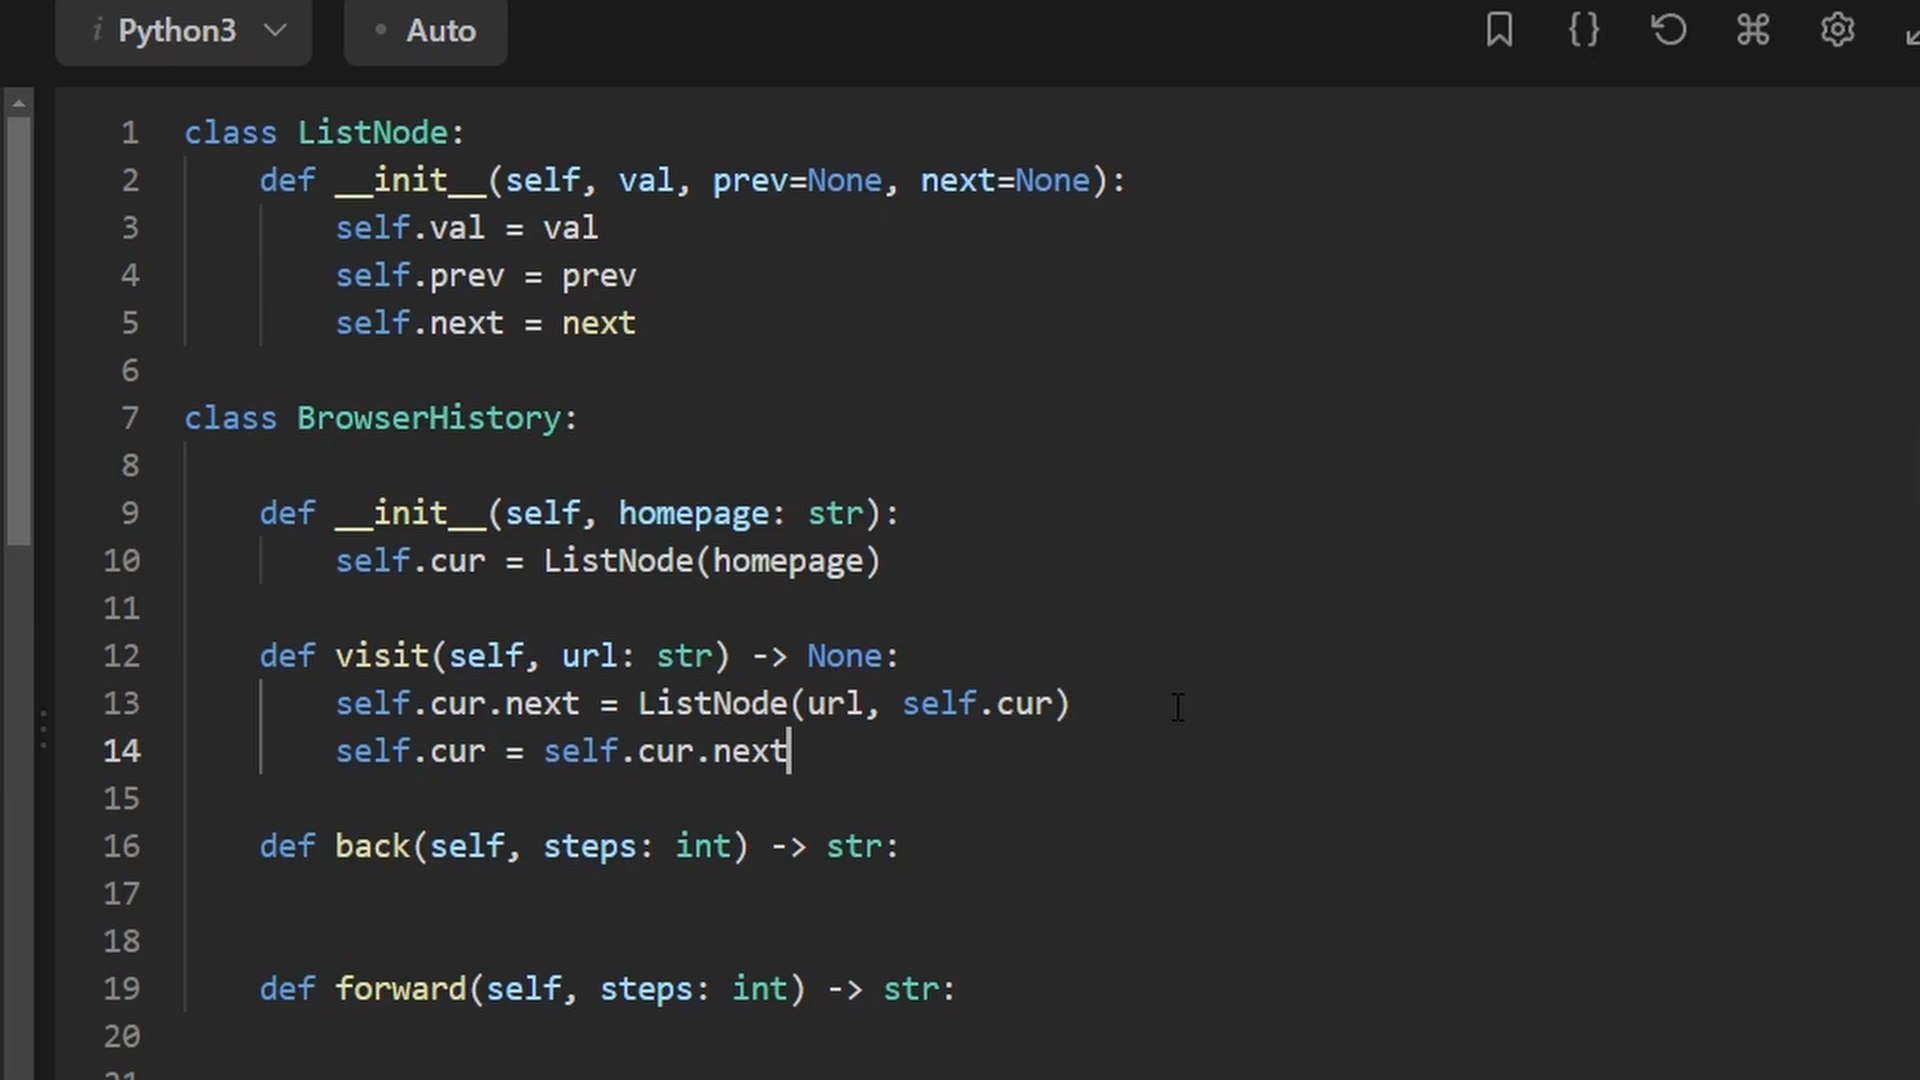 i Python3
Auto
1 class ListNode:
2     def __init__(self, val, prev=None, next=None):
3         self.val = val
4         self.prev = prev
5         self.next = next
6
7 class BrowserHistory:
8
9     def __init__(self, homepage: str):
10         self.cur = ListNode(homepage)
11
12     def visit(self, url: str) -> None:
13         self.cur.next = ListNode(url, self.cur)
14         self.cur = self.cur.next
15
16     def back(self, steps: int) -> str:
17
18
19     def forward(self, steps: int) -> str:
20
21